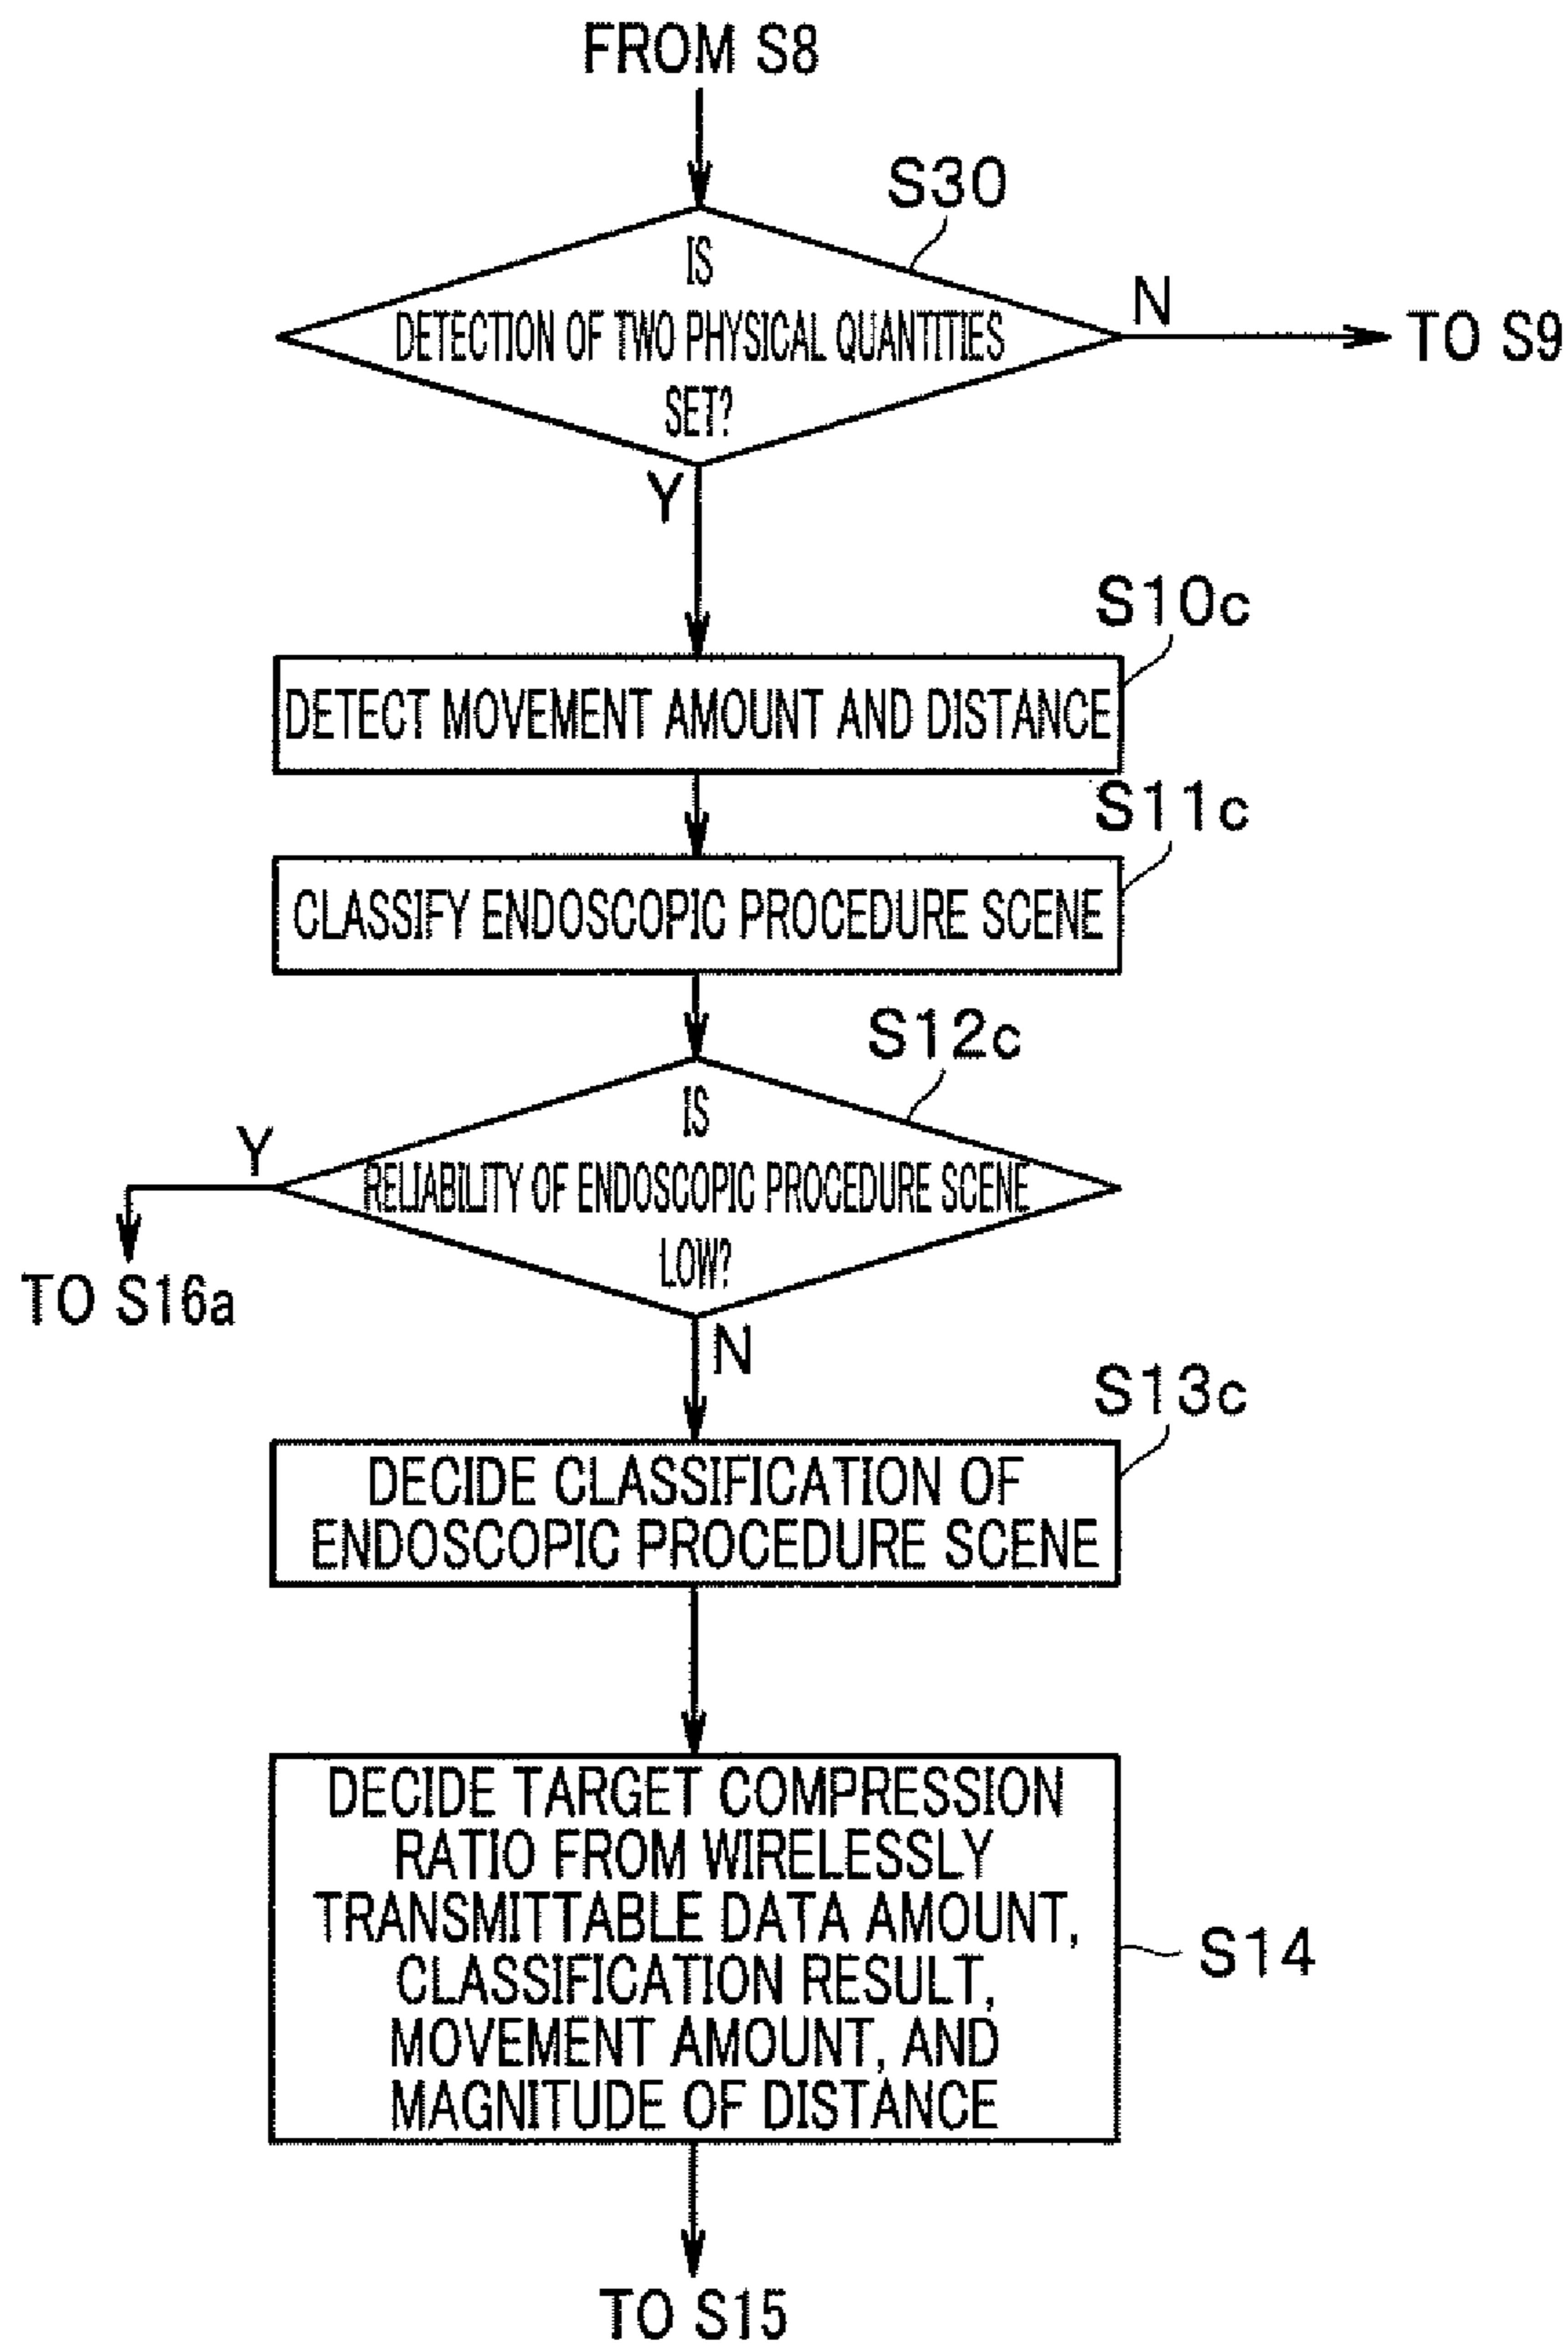 FROM S8
S30
IS
DETECTION OF TWO PHYSICAL QUANTITIES
SET?
N
TO S9
Y
S10c
DETECT MOVEMENT AMOUNT AND DISTANCE
S11c
CLASSIFY ENDOSCOPIC PROCEDURE SCENE
S12c
IS
RELIABILITY OF ENDOSCOPIC PROCEDURE SCENE
LOW?
Y
TO S16a
N
S13c
DECIDE CLASSIFICATION OF
ENDOSCOPIC PROCEDURE SCENE
DECIDE TARGET COMPRESSION
RATIO FROM WIRELESSLY
TRANSMITTABLE DATA AMOUNT,
CLASSIFICATION RESULT,
MOVEMENT AMOUNT, AND
MAGNITUDE OF DISTANCE
S14
TO S15